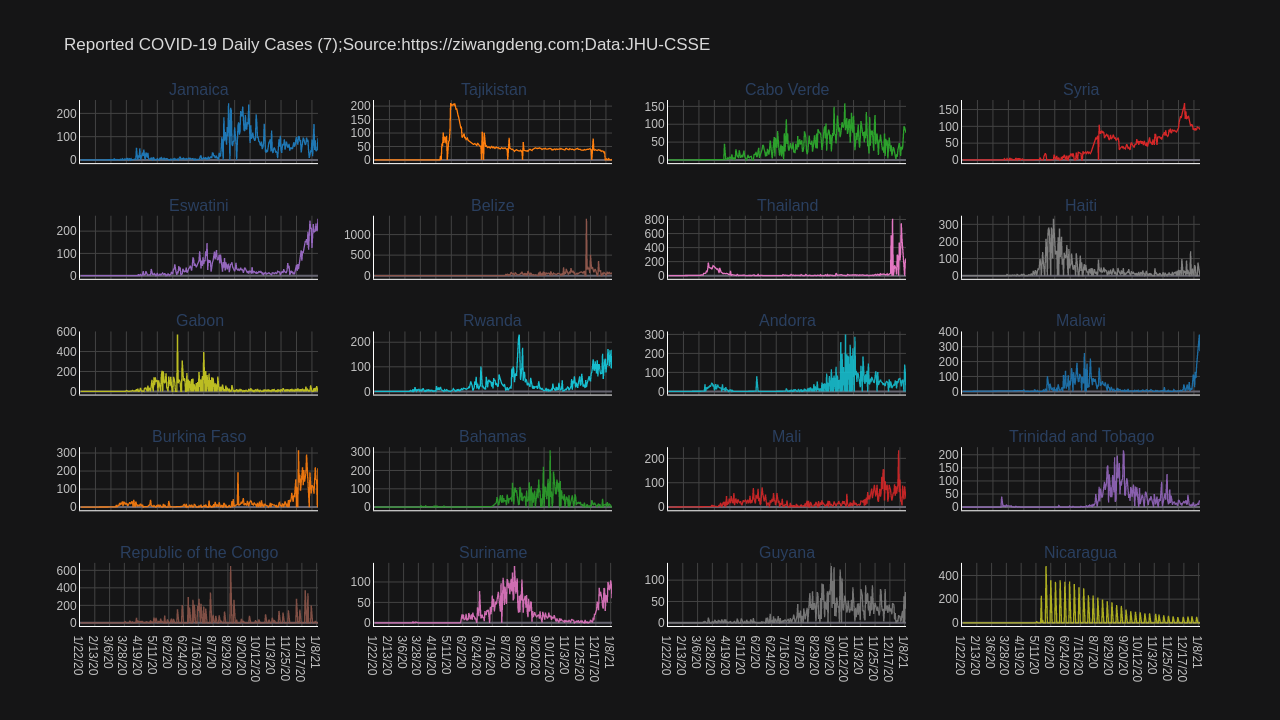 Reported COVID-19 Daily Cases (7);Source:https://ziwangdeng.com;Data:JHU-CSSE
Jamaica Tajikistan Cabo Verde Syria
200 100 0
200 150 100 50 0
150 100 50 0
150 100 50 0
Eswatini Belize Thailand Haiti
200 100 0
1000 500 0
800 600 400 200 0
300 200 100 0
Gabon Rwanda Andorra Malawi
600 400 200 0
200 100 0
300 200 100 0
400 300 200 100 0
Burkina Faso Bahamas Mali Trinidad and Tobago
300 200 100 0
300 200 100 0
200 100 0
200 150 100 50 0
Republic of the Congo Suriname Guyana Nicaragua
600 400 200 0
100 50 0
100 50 0
400 200 0
1/22/20 2/13/20 3/6/20 3/28/20 4/19/20 5/11/20 6/2/20 6/24/20 7/16/20 8/7/20 8/29/20 9/20/20 10/12/20 11/3/20 11/25/20 12/17/20 1/8/21
1/22/20 2/13/20 3/6/20 3/28/20 4/19/20 5/11/20 6/2/20 6/24/20 7/16/20 8/7/20 8/29/20 9/20/20 10/12/20 11/3/20 11/25/20 12/17/20 1/8/21
1/22/20 2/13/20 3/6/20 3/28/20 4/19/20 5/11/20 6/2/20 6/24/20 7/16/20 8/7/20 8/29/20 9/20/20 10/12/20 11/3/20 11/25/20 12/17/20 1/8/21
1/22/20 2/13/20 3/6/20 3/28/20 4/19/20 5/11/20 6/2/20 6/24/20 7/16/20 8/7/20 8/29/20 9/20/20 10/12/20 11/3/20 11/25/20 12/17/20 1/8/21